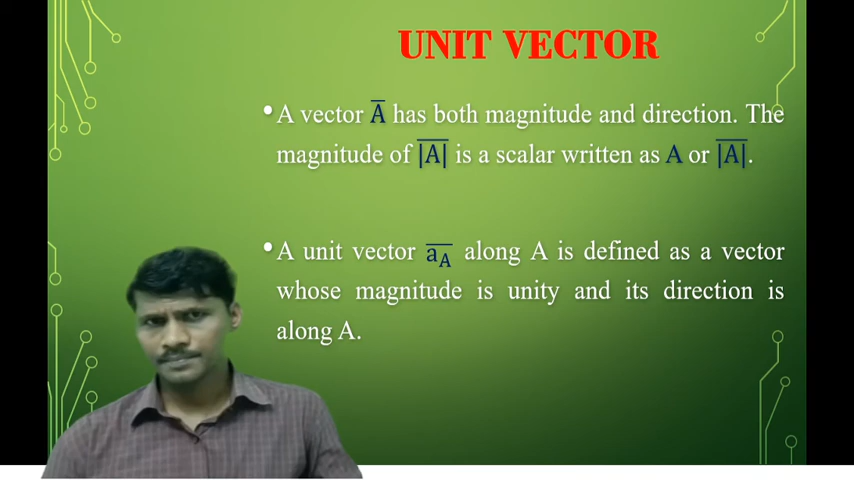 UNIT VECTOR
• A vector A̅ has both magnitude and direction. The
magnitude of |A|̅ is a scalar written as A or |A|̅.
• A unit vector a_A̅ along A is defined as a vector
whose magnitude is unity and its direction is
along A.